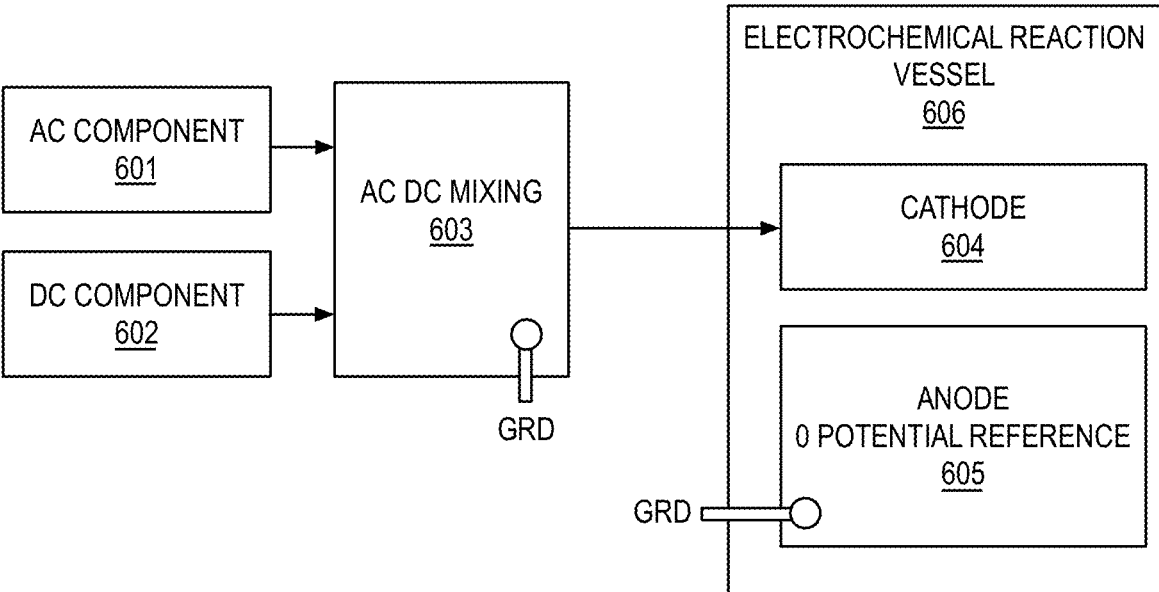 AC COMPONENT
601
DC COMPONENT
602
AC DC MIXING
603
GRD
ELECTROCHEMICAL REACTION
VESSEL
606
CATHODE
604
ANODE
0 POTENTIAL REFERENCE
605
GRD